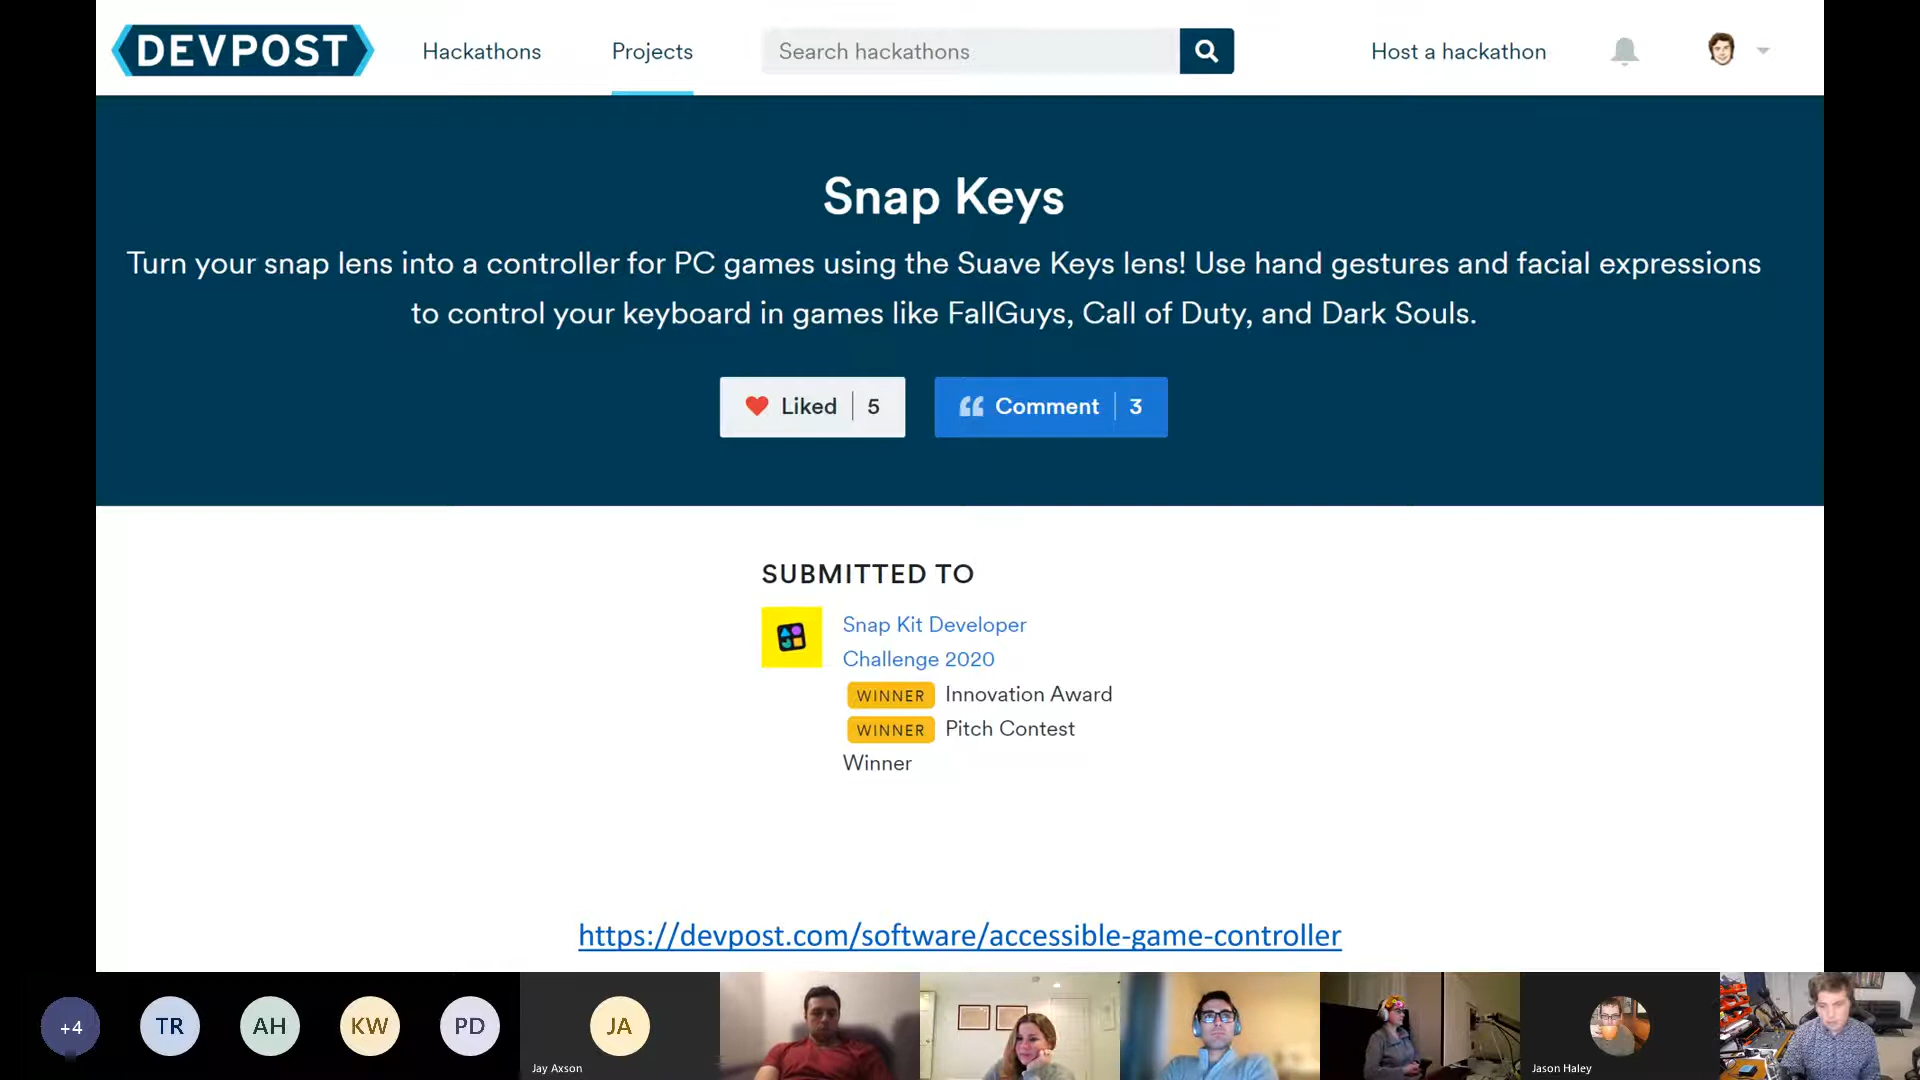 DEVPOST
Hackathons
Projects
Search hackathons
Host a hackathon
Snap Keys
Turn your snap lens into a controller for PC games using the Suave Keys lens! Use hand gestures and facial expressions
to control your keyboard in games like FallGuys, Call of Duty, and Dark Souls.
Liked 5
Comment 3
SUBMITTED TO
Snap Kit Developer
Challenge 2020
WINNER Innovation Award
WINNER Pitch Contest
Winner
https://devpost.com/software/accessible-game-controller
+4
TR
AH
KW
PD
JA
Jay Axson
Jason Haley